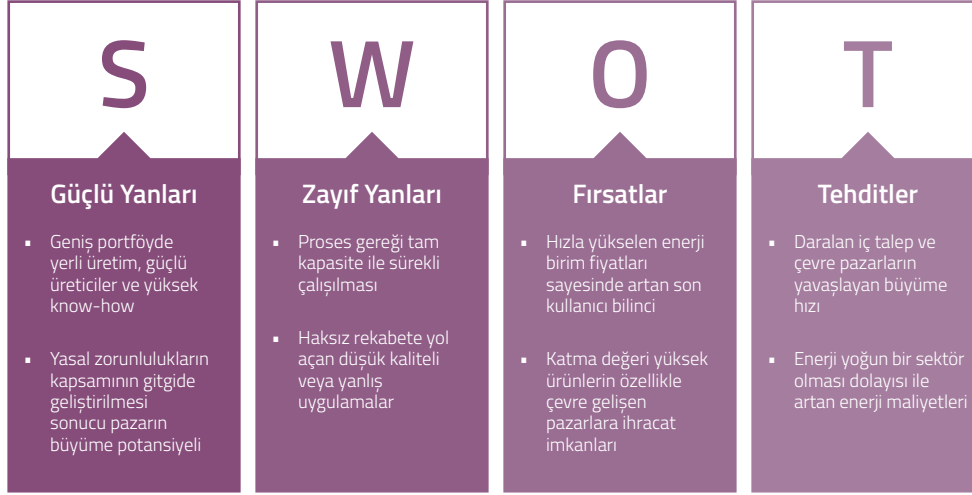 S
Güçlü Yanları
▪ Geniş portföyde
yerli üretim, güçlü
üreticiler ve yüksek
know-how
▪ Yasal zorunlulukların
kapsamının gitgide
geliştirilmesi
sonucu pazarın
büyüme potansiyeli
W
Zayıf Yanları
▪ Proses gereği tam
kapasite ile sürekli
çalışılması
▪ Haksız rekabete yol
açan düşük kaliteli
veya yanlış
uygulamalar
O
Fırsatlar
▪ Hızla yükselen enerji
birim fiyatları
sayesinde artan son
kullanıcı bilinci
▪ Katma değeri yüksek
ürünlerin özellikle
çevre gelişen
pazarlara ihracat
imkanları
T
Tehditler
▪ Daralan iç talep ve
çevre pazarların
yavaşlayan büyüme
hızı
▪ Enerji yoğun bir sektör
olması dolayısı ile
artan enerji maliyetleri